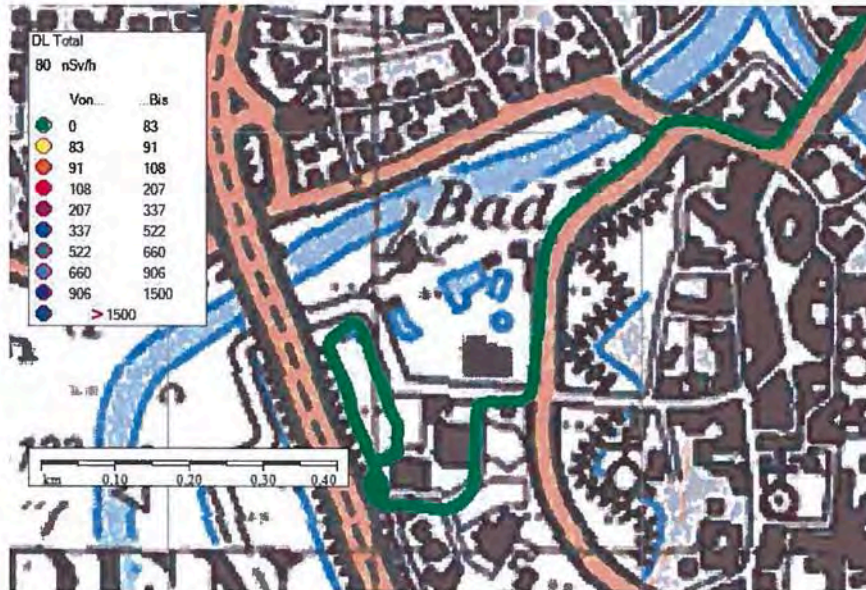 DL Total
80 nSv/h
Von... ...Bis
0 83
83 91
91 108
108 207
207 337
337 522
522 660
660 906
906 1500
> 1500
Bad
km 0,10 0,20 0,30 0,40